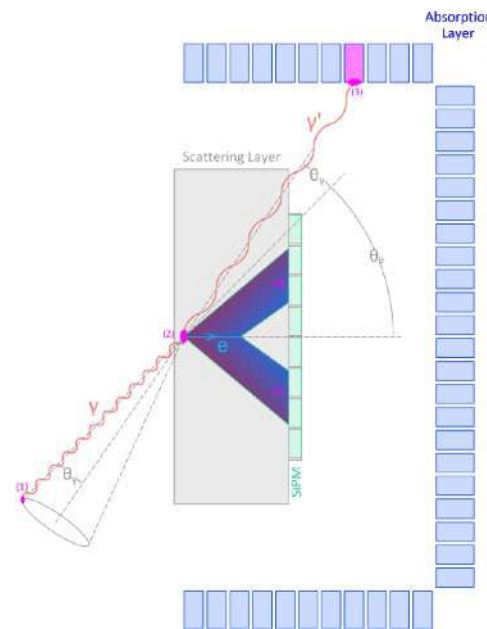 Absorption
Layer
(3)
γ'
Scattering Layer
θγ
θe
(2)
e
γ
SiPM
θγ
(1)